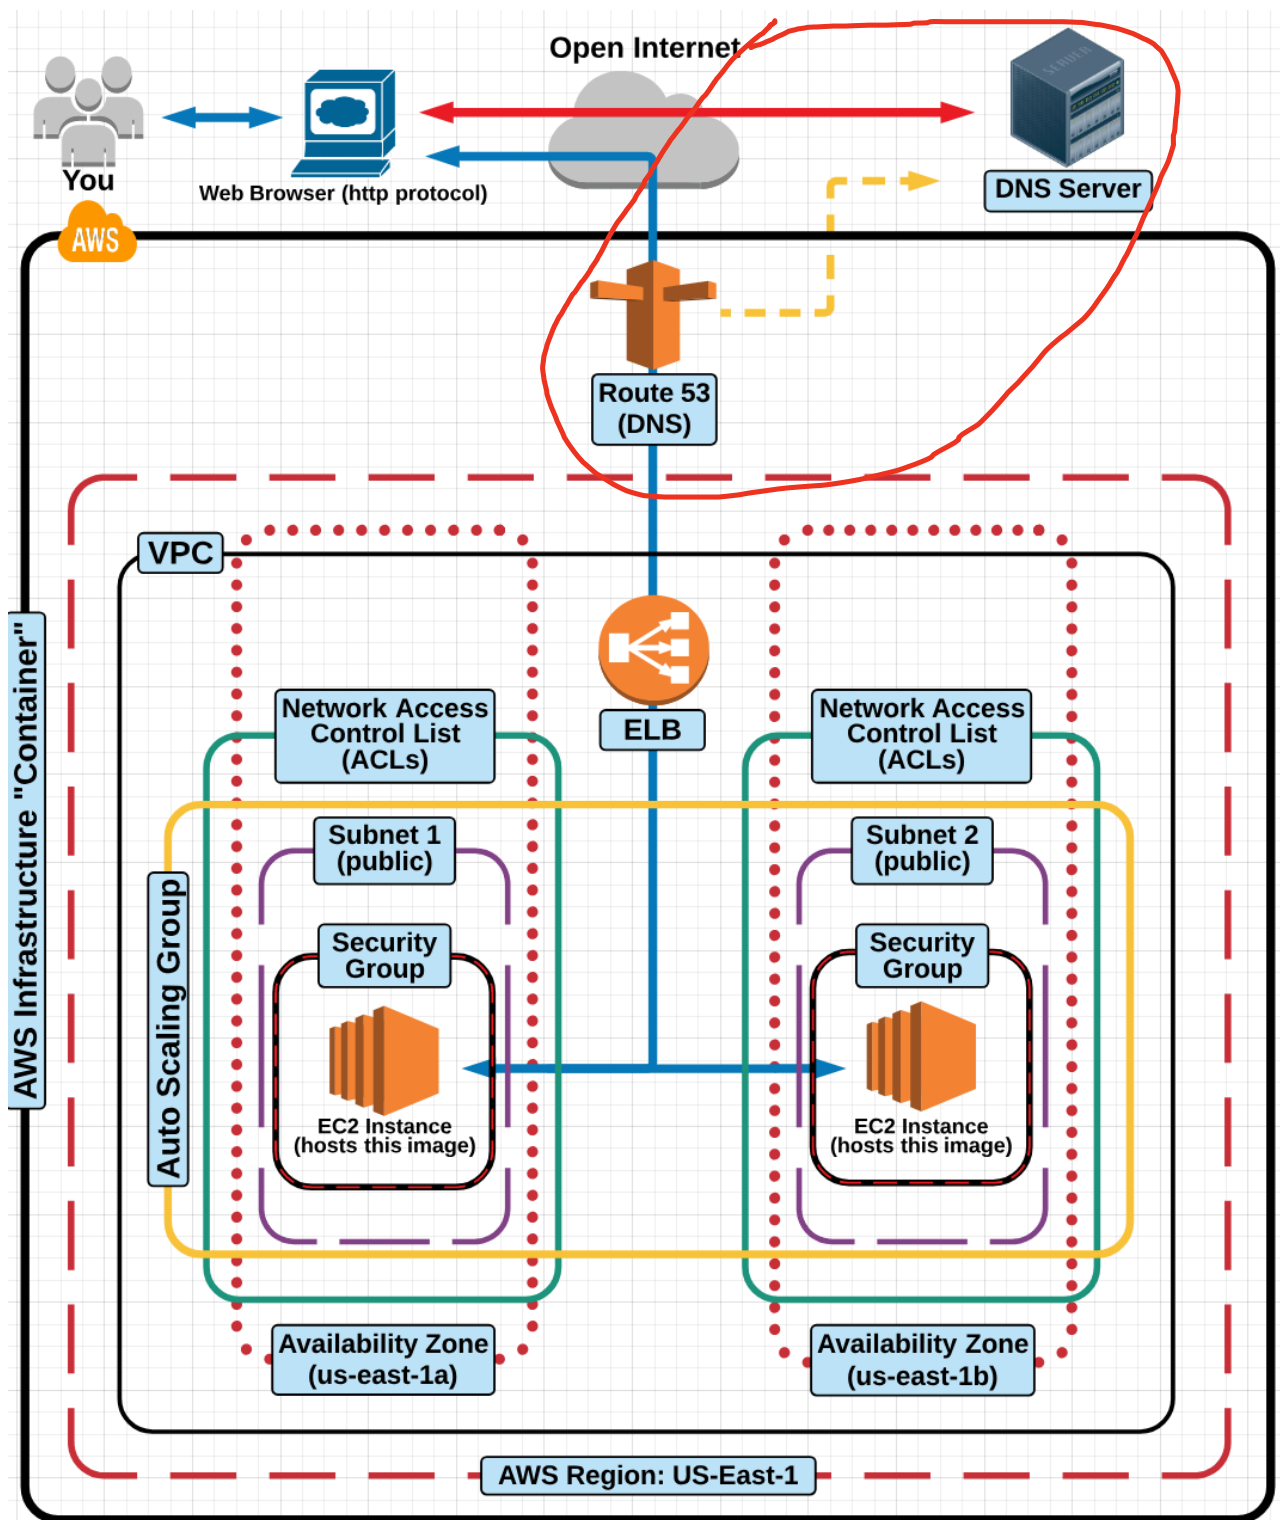 Open Internet
SERVER
You
Web Browser (http protocol)
DNS Server
AWS
Route 53
(DNS)
VPC
AWS Infrastructure "Container"
ELB
Network Access
Control List
(ACLs)
Network Access
Control List
(ACLs)
Auto Scaling Group
Subnet 1
(public)
Subnet 2
(public)
Security
Group
Security
Group
EC2 Instance
(hosts this image)
EC2 Instance
(hosts this image)
Availability Zone
(us-east-1a)
Availability Zone
(us-east-1b)
AWS Region: US-East-1